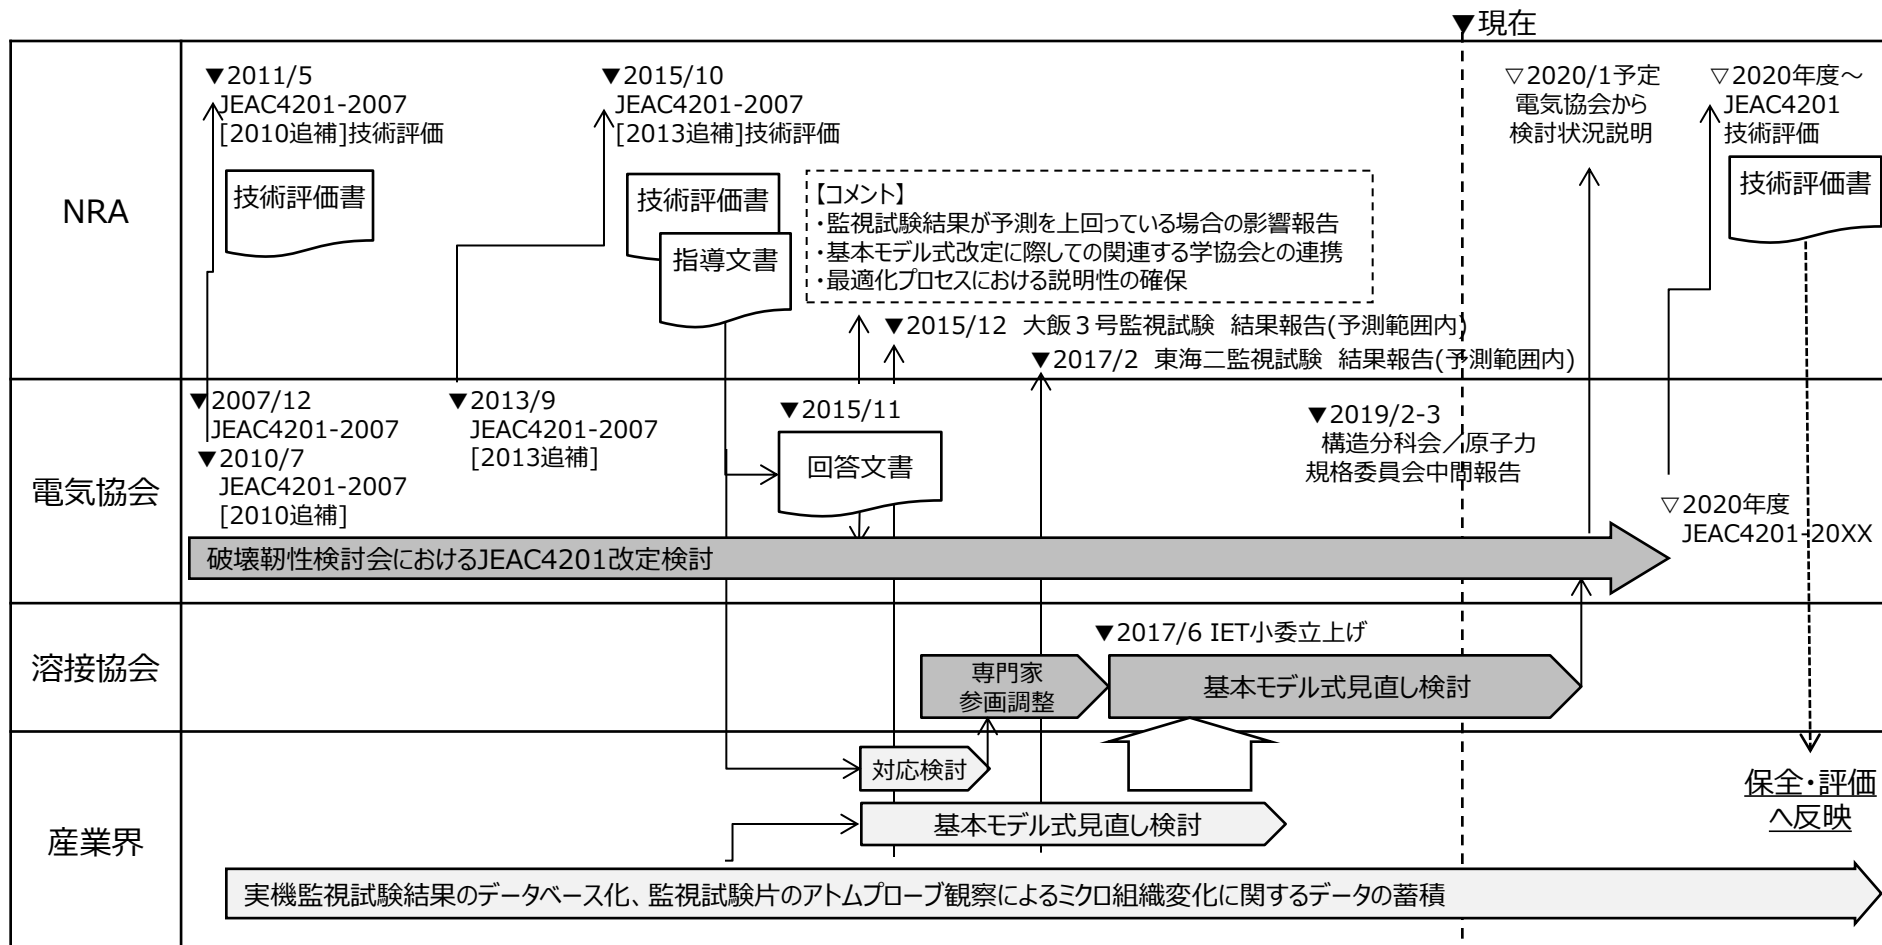 ▼現在
NRA
▼2011/5
JEAC4201-2007
[2010追補]技術評価
技術評価書
▼2015/10
JEAC4201-2007
[2013追補]技術評価
技術評価書
指導文書
【コメント】
・監視試験結果が予測を上回っている場合の影響報告
・基本モデル式改定に際しての関連する学協会との連携
・最適化プロセスにおける説明性の確保
▼2015/12 大飯３号監視試験 結果報告(予測範囲内)
▼2017/2 東海二監視試験 結果報告(予測範囲内)
▽2020/1予定
電気協会から
検討状況説明
▽2020年度～
JEAC4201
技術評価
技術評価書
電気協会
▼2007/12
JEAC4201-2007
▼2010/7
JEAC4201-2007
[2010追補]
▼2013/9
JEAC4201-2007
[2013追補]
▼2015/11
回答文書
▼2019/2-3
構造分科会／原子力
規格委員会中間報告
▽2020年度
JEAC4201-20XX
破壊靭性検討会におけるJEAC4201改定検討
溶接協会
▼2017/6 IET小委立上げ
専門家
参画調整
基本モデル式見直し検討
産業界
対応検討
基本モデル式見直し検討
保全・評価
へ反映
実機監視試験結果のデータベース化、監視試験片のアトムプローブ観察によるミクロ組織変化に関するデータの蓄積